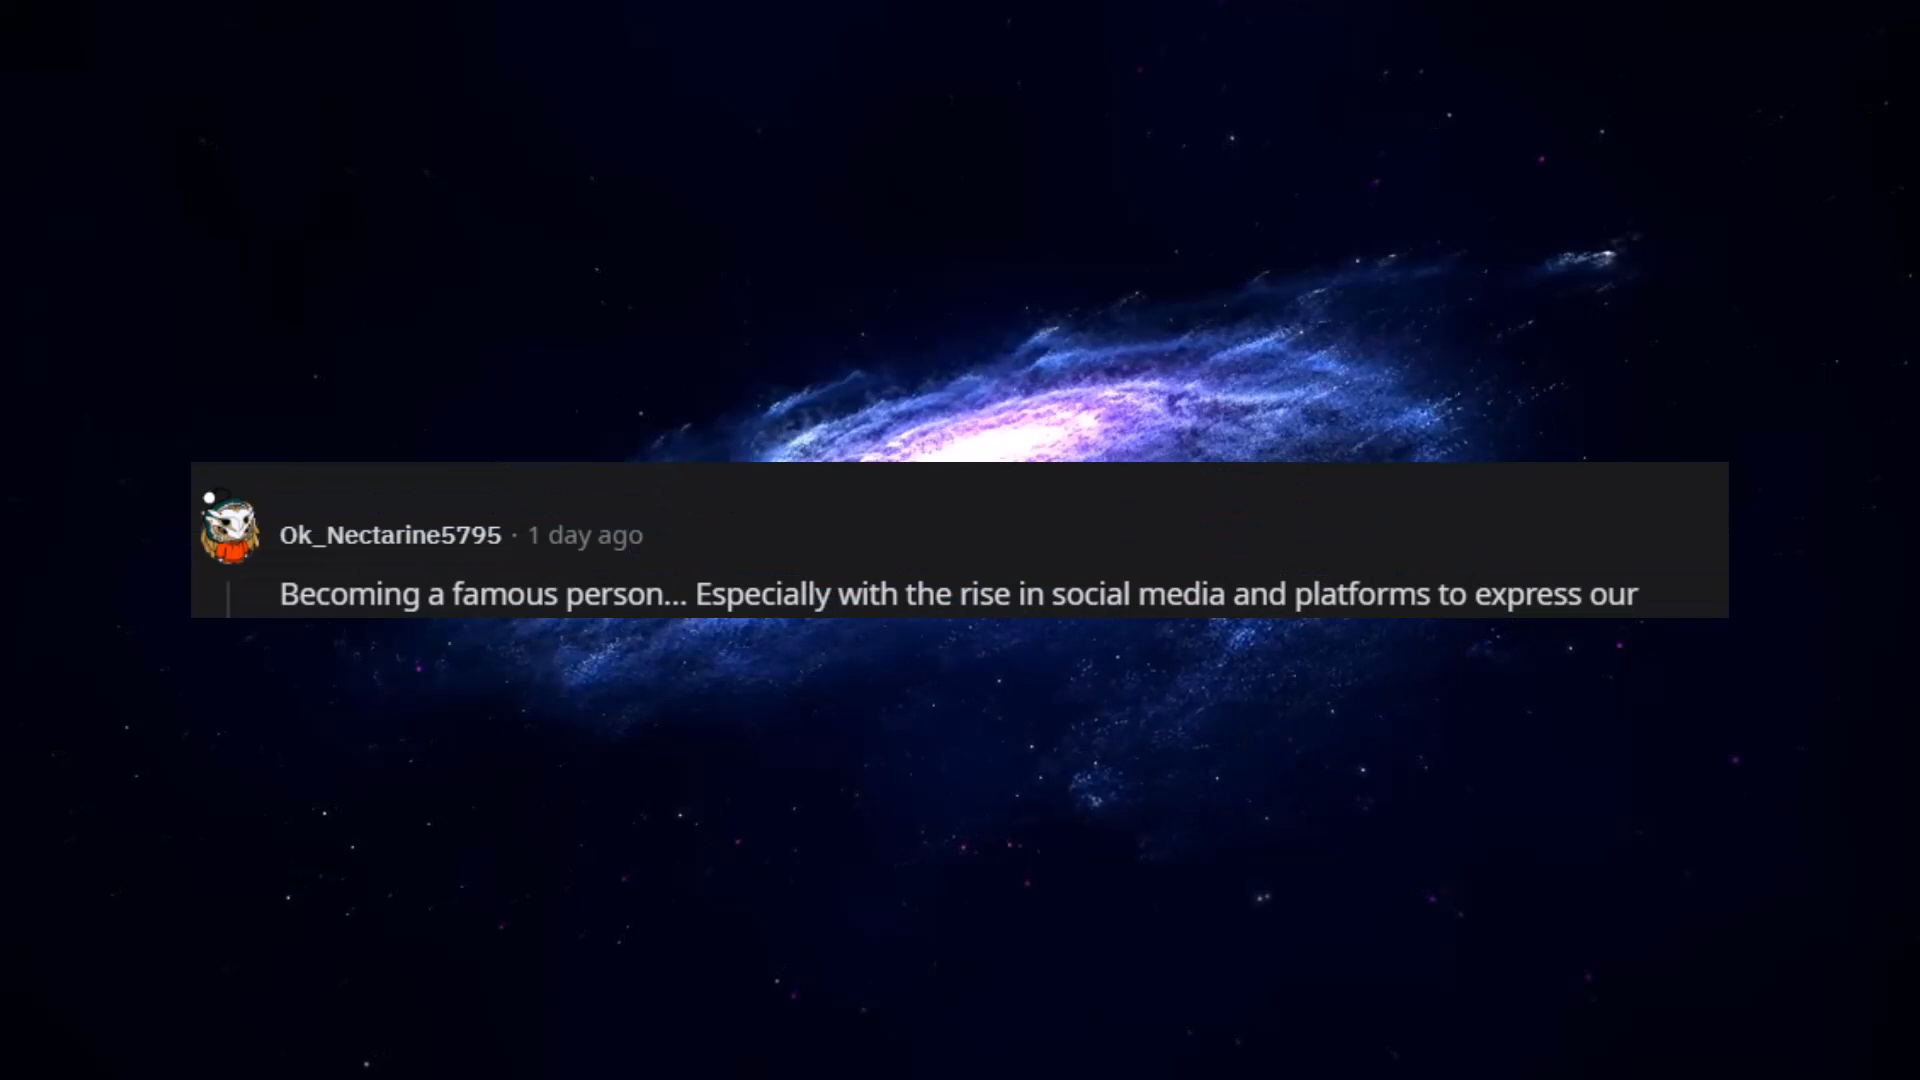 Ok_Nectarine5795 · 1 day ago
Becoming a famous person... Especially with the rise in social media and platforms to express our